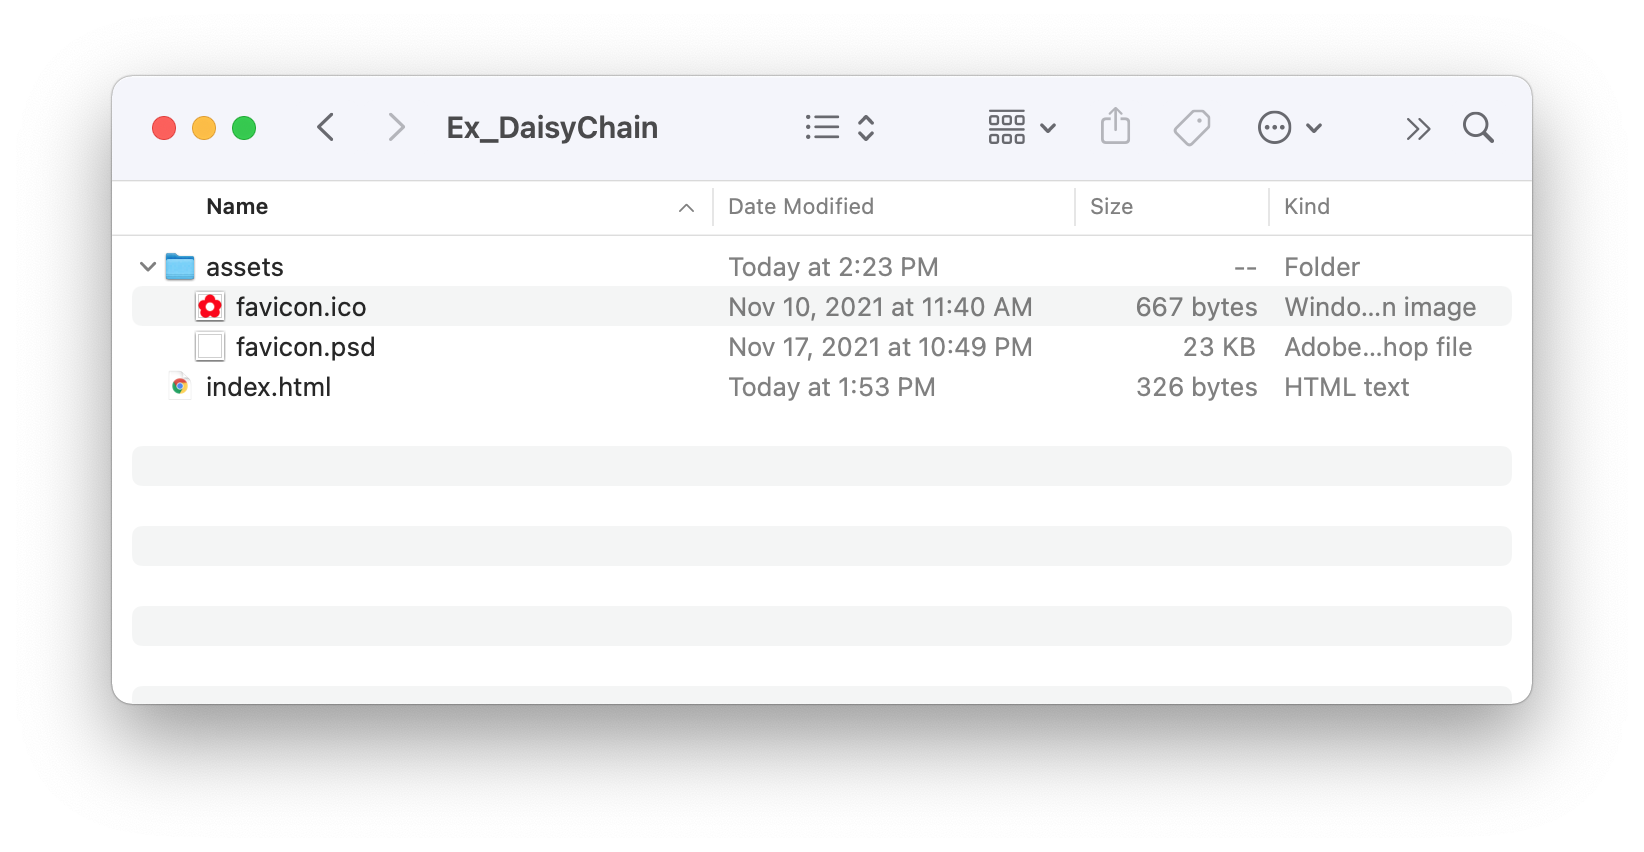 Ex_DaisyChain
Name Date Modified Size Kind
assets Today at 2:23 PM -- Folder
favicon.ico Nov 10, 2021 at 11:40 AM 667 bytes Windo...n image
favicon.psd Nov 17, 2021 at 10:49 PM 23 KB Adobe...hop file
index.html Today at 1:53 PM 326 bytes HTML text